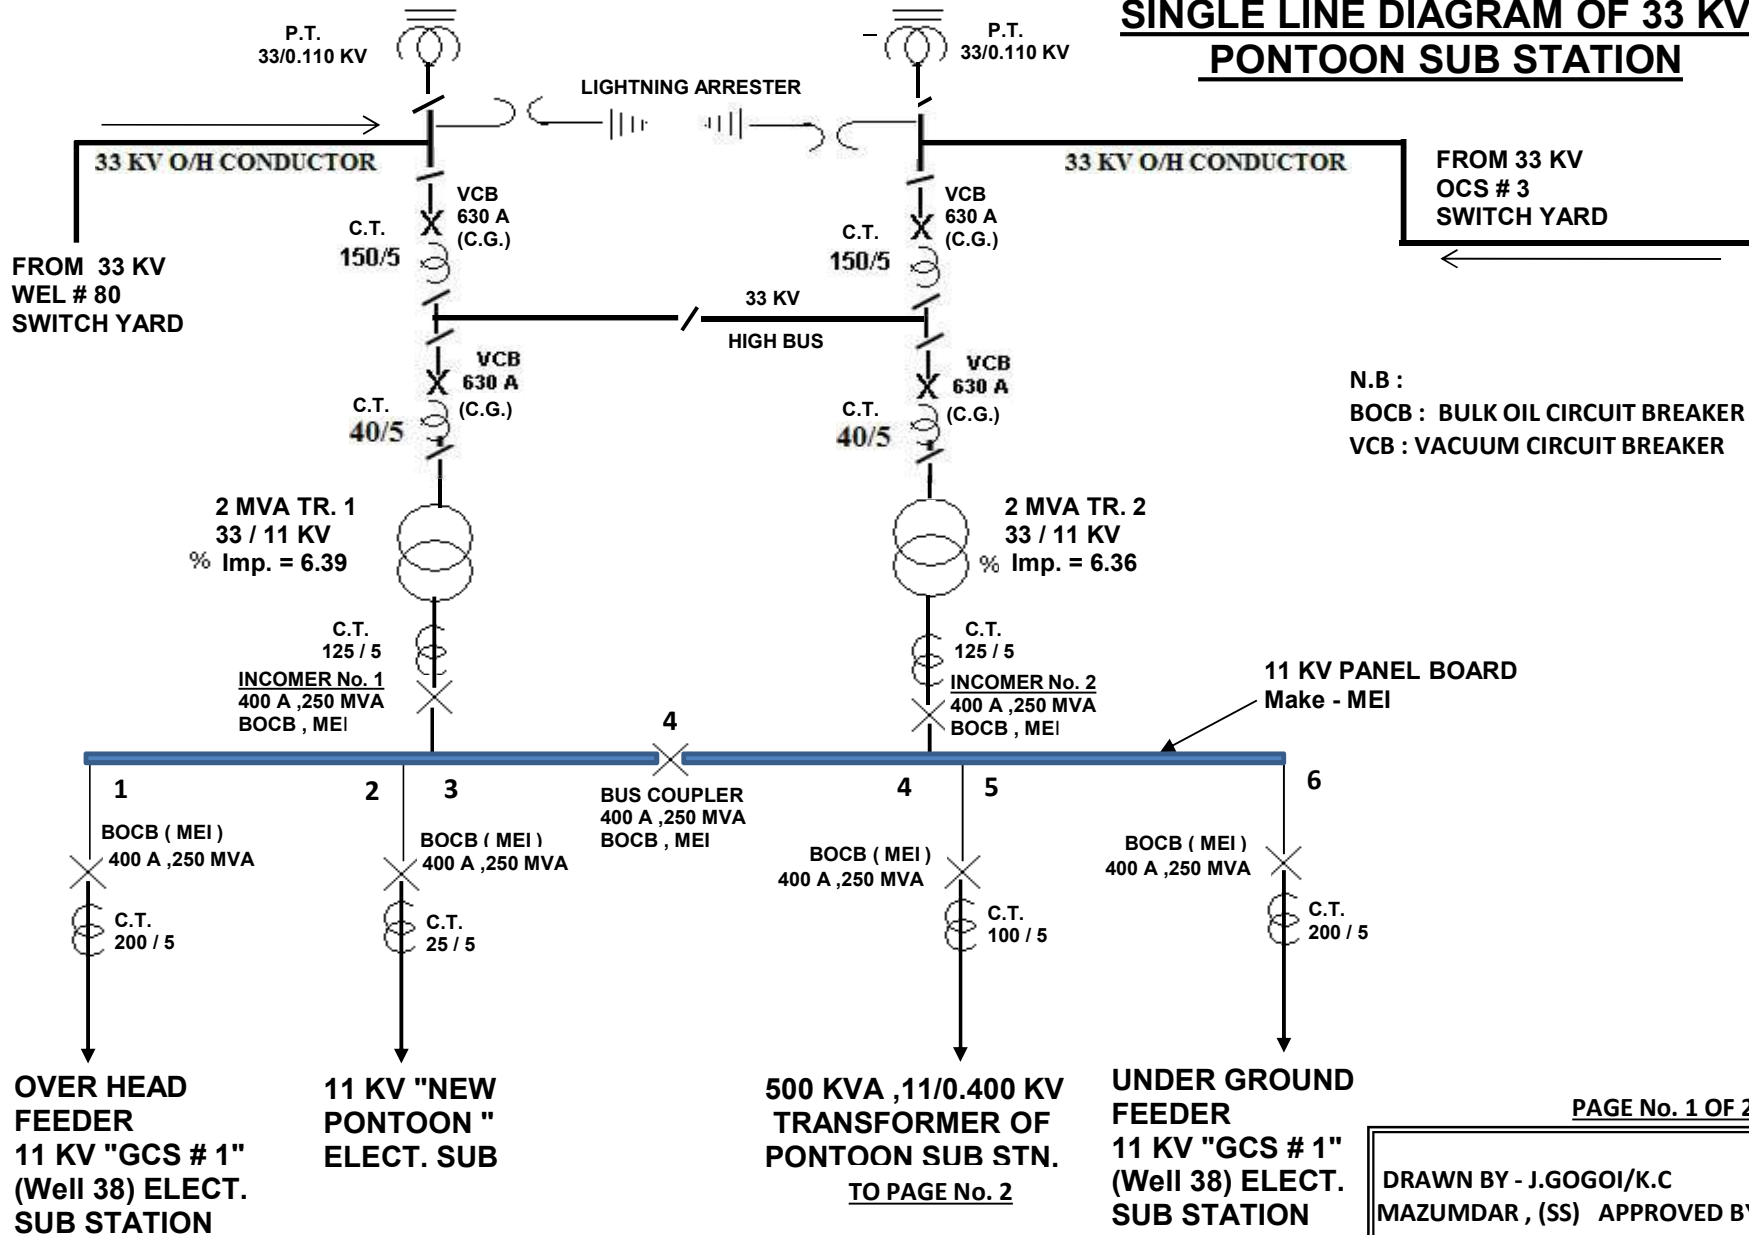 SINGLE LINE DIAGRAM OF 33 KV
PONTOON SUB STATION
P.T.
33/0.110 KV
P.T.
33/0.110 KV
LIGHTNING ARRESTER
33 KV O/H CONDUCTOR
33 KV O/H CONDUCTOR
FROM 33 KV
WEL # 80
SWITCH YARD
FROM 33 KV
OCS # 3
SWITCH YARD
VCB
630 A
(C.G.)
C.T.
150/5
VCB
630 A
(C.G.)
C.T.
150/5
33 KV
HIGH BUS
VCB
630 A
(C.G.)
C.T.
40/5
VCB
630 A
(C.G.)
C.T.
40/5
N.B :
BOCB : BULK OIL CIRCUIT BREAKER
VCB : VACUUM CIRCUIT BREAKER
2 MVA TR. 1
33 / 11 KV
% Imp. = 6.39
2 MVA TR. 2
33 / 11 KV
% Imp. = 6.36
C.T.
125 / 5
INCOMER No. 1
400 A ,250 MVA
BOCB , MEI
C.T.
125 / 5
INCOMER No. 2
400 A ,250 MVA
BOCB , MEI
11 KV PANEL BOARD
Make - MEI
4
BUS COUPLER
400 A ,250 MVA
BOCB , MEI
1
2
3
4
5
6
BOCB ( MEI )
400 A ,250 MVA
BOCB ( MEI )
400 A ,250 MVA
BOCB ( MEI )
400 A ,250 MVA
BOCB ( MEI )
400 A ,250 MVA
C.T.
200 / 5
C.T.
25 / 5
C.T.
100 / 5
C.T.
200 / 5
OVER HEAD
FEEDER
11 KV "GCS # 1"
(Well 38) ELECT.
SUB STATION
11 KV "NEW
PONTOON "
ELECT. SUB
500 KVA ,11/0.400 KV
TRANSFORMER OF
PONTOON SUB STN.
TO PAGE No. 2
UNDER GROUND
FEEDER
11 KV "GCS # 1"
(Well 38) ELECT.
SUB STATION
PAGE No. 1 OF 2
DRAWN BY - J.GOGOI/K.C
MAZUMDAR , (SS) APPROVED BY